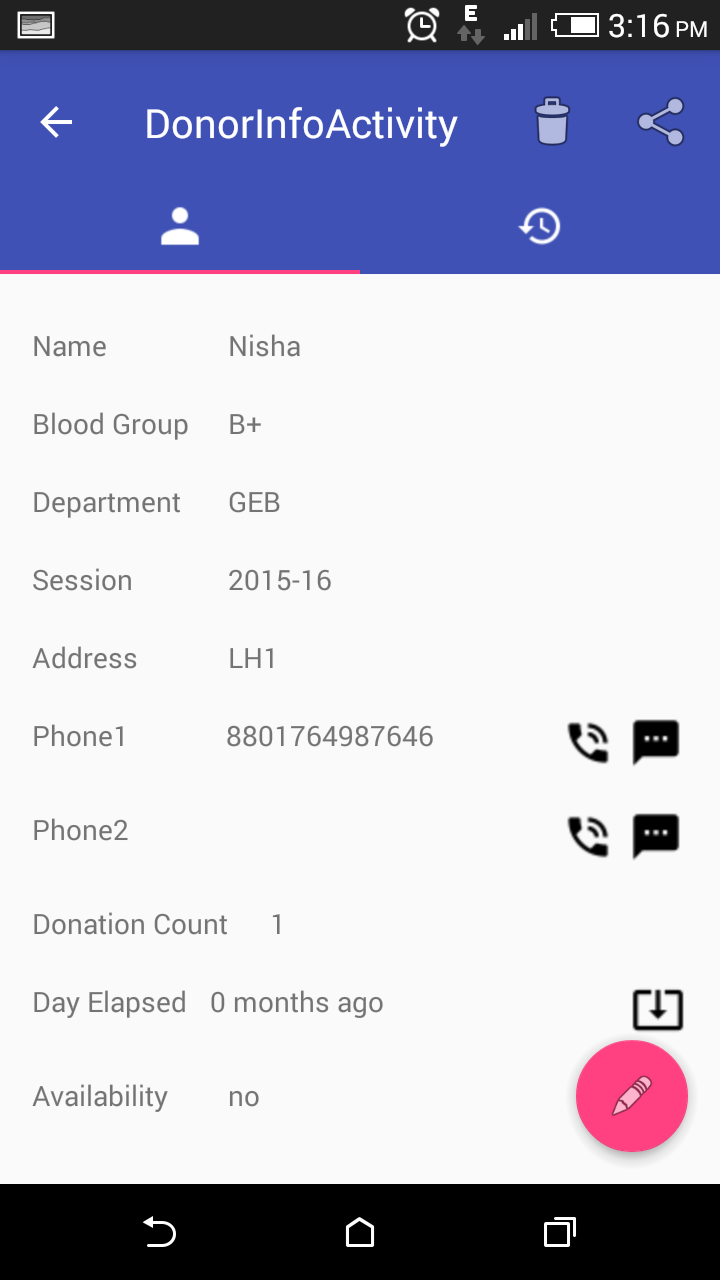 E
3:16 PM
DonorInfoActivity
Name Nisha
Blood Group B+
Department GEB
Session 2015-16
Address LH1
Phone1 8801764987646
Phone2
Donation Count 1
Day Elapsed 0 months ago
Availability no